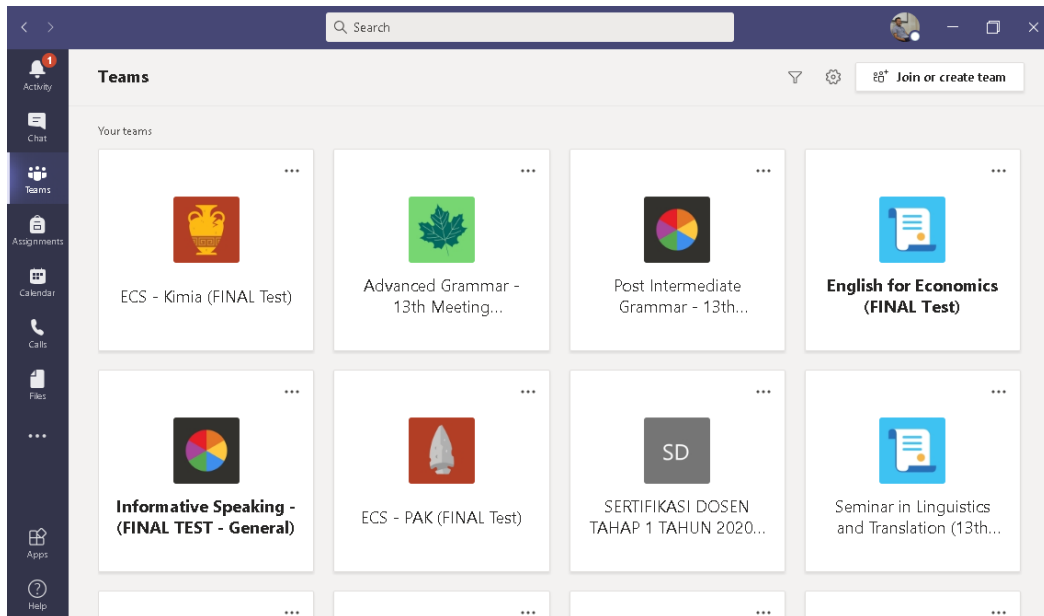 Search
1
Activity
Chat
Teams
Assignments
Calendar
Calls
Files
Apps
Help
Teams
Join or create team
Your teams
ECS - Kimia (FINAL Test)
Advanced Grammar -
13th Meeting...
Post Intermediate
Grammar - 13th...
English for Economics
(FINAL Test)
Informative Speaking -
(FINAL TEST - General)
ECS - PAK (FINAL Test)
SD
SERTIFIKASI DOSEN
TAHAP 1 TAHUN 2020...
Seminar in Linguistics
and Translation (13th...